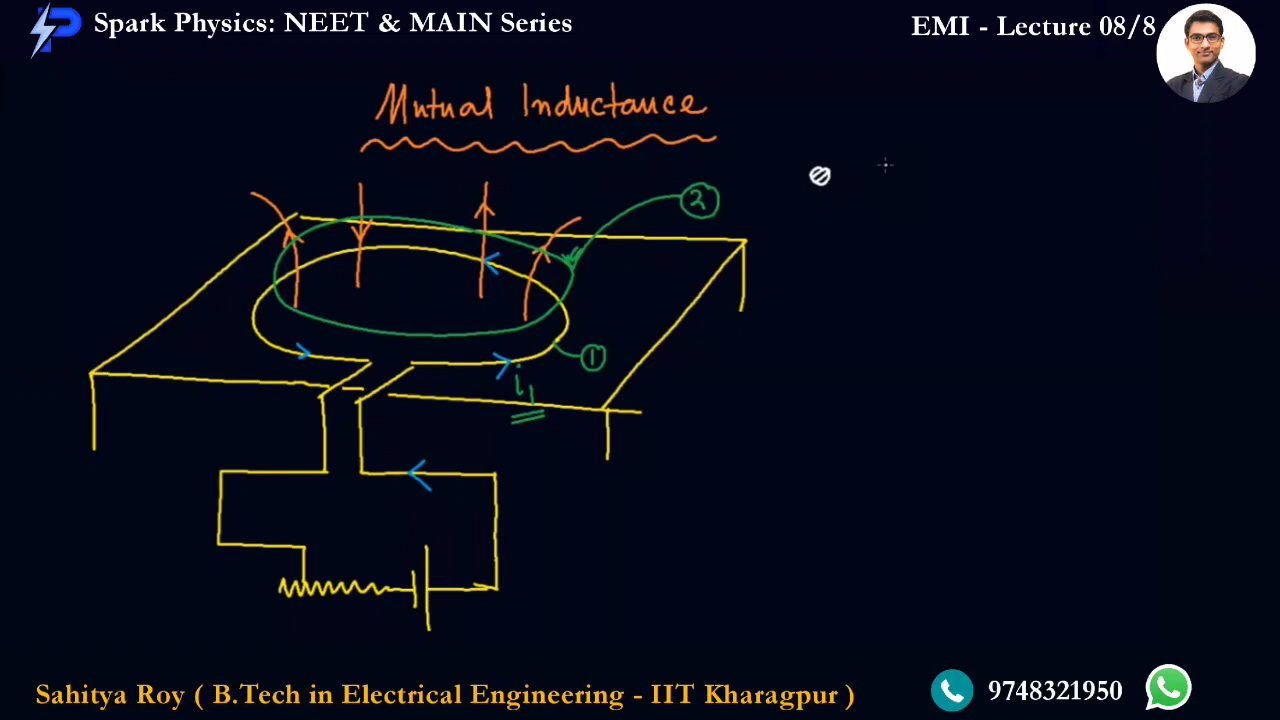 Spark Physics: NEET & MAIN Series
EMI - Lecture 08/8
Mutual Inductance
2
1
i1
Sahitya Roy ( B.Tech in Electrical Engineering - IIT Kharagpur )
9748321950